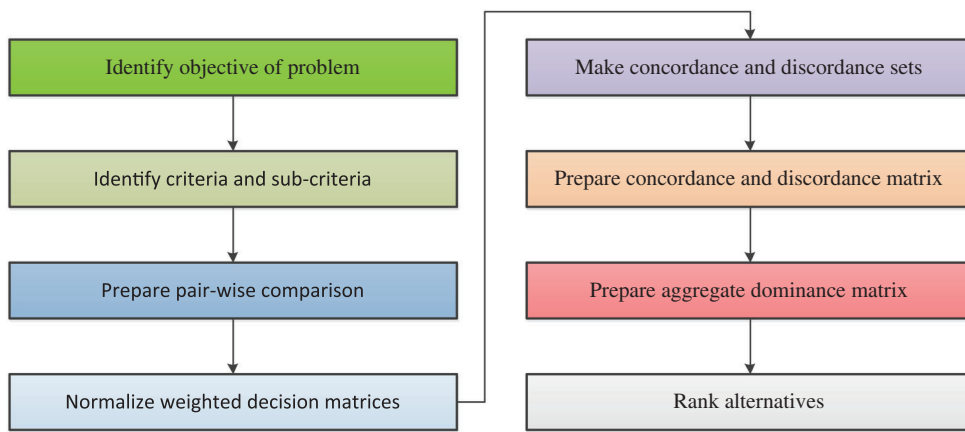 Identify objective of problem
Identify criteria and sub-criteria
Prepare pair-wise comparison
Normalize weighted decision matrices
Make concordance and discordance sets
Prepare concordance and discordance matrix
Prepare aggregate dominance matrix
Rank alternatives